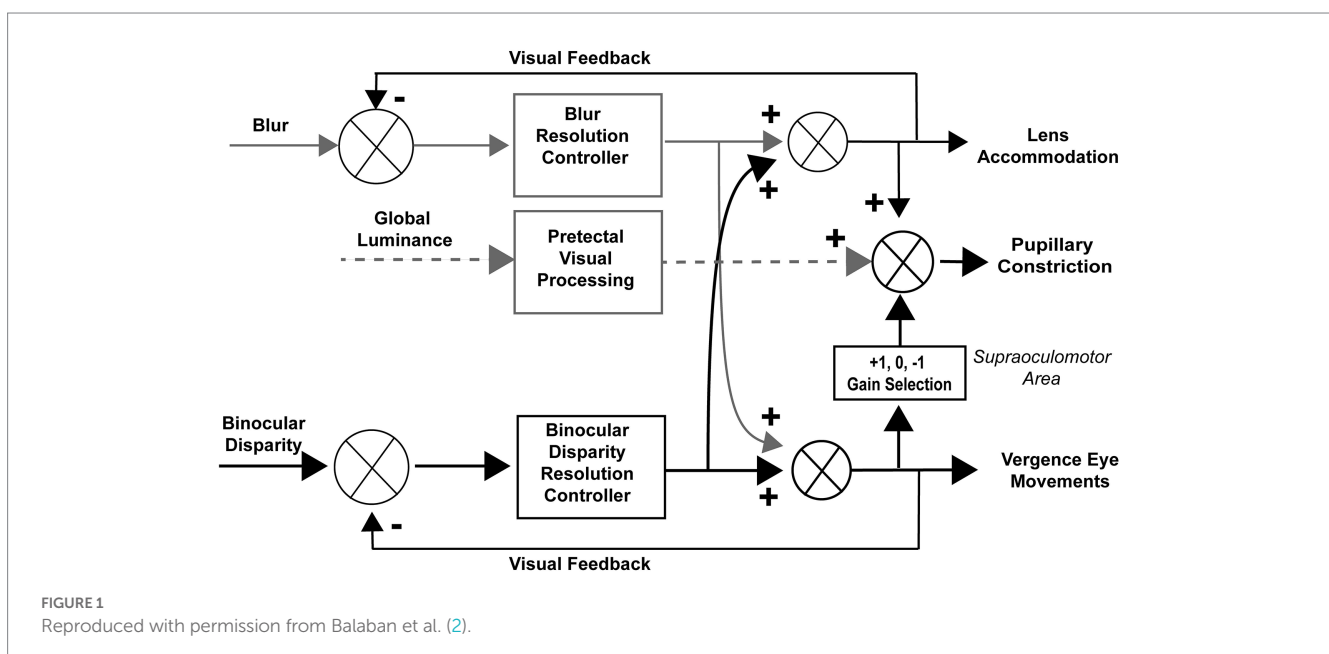 Visual Feedback
-
Blur
Blur
Resolution
Controller
+
+
Lens
Accommodation
Global
Luminance
Pretectal
Visual
Processing
+
+
Pupillary
Constriction
+1, 0, -1
Gain Selection
Supraoculomotor
Area
Binocular
Disparity
Binocular
Disparity
Resolution
Controller
+
+
Vergence Eye
Movements
-
Visual Feedback
FIGURE 1
Reproduced with permission from Balaban et al. (2).